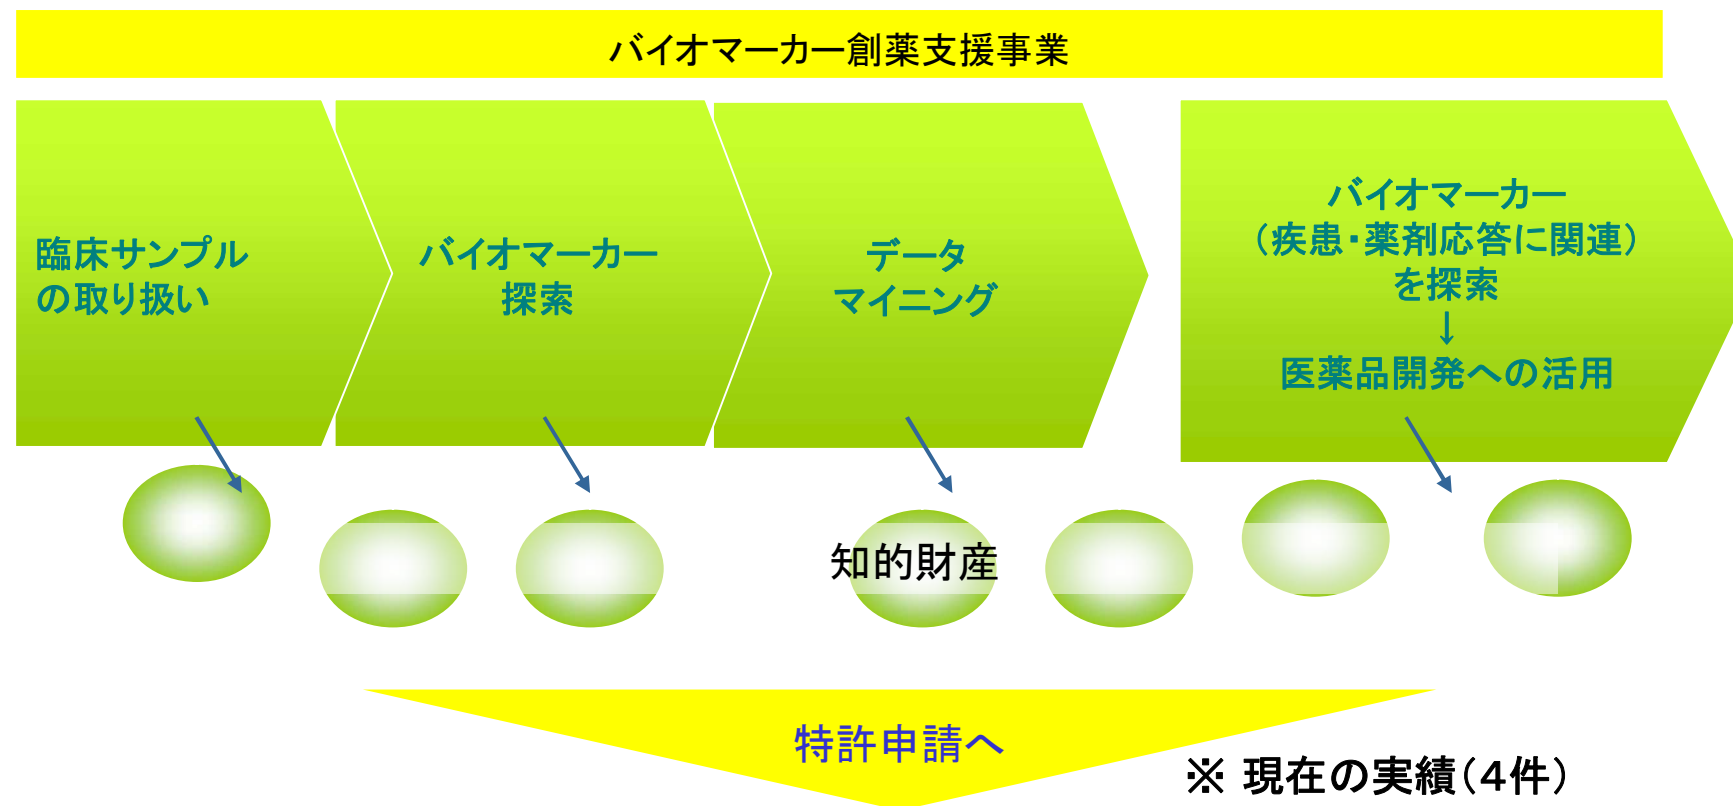 バイオマーカー創薬支援事業
臨床サンプル
の取り扱い
バイオマーカー
探索
データ
マイニング
バイオマーカー
（疾患・薬剤応答に関連）
を探索
↓
医薬品開発への活用
知的財産
特許申請へ
※ 現在の実績（４件）